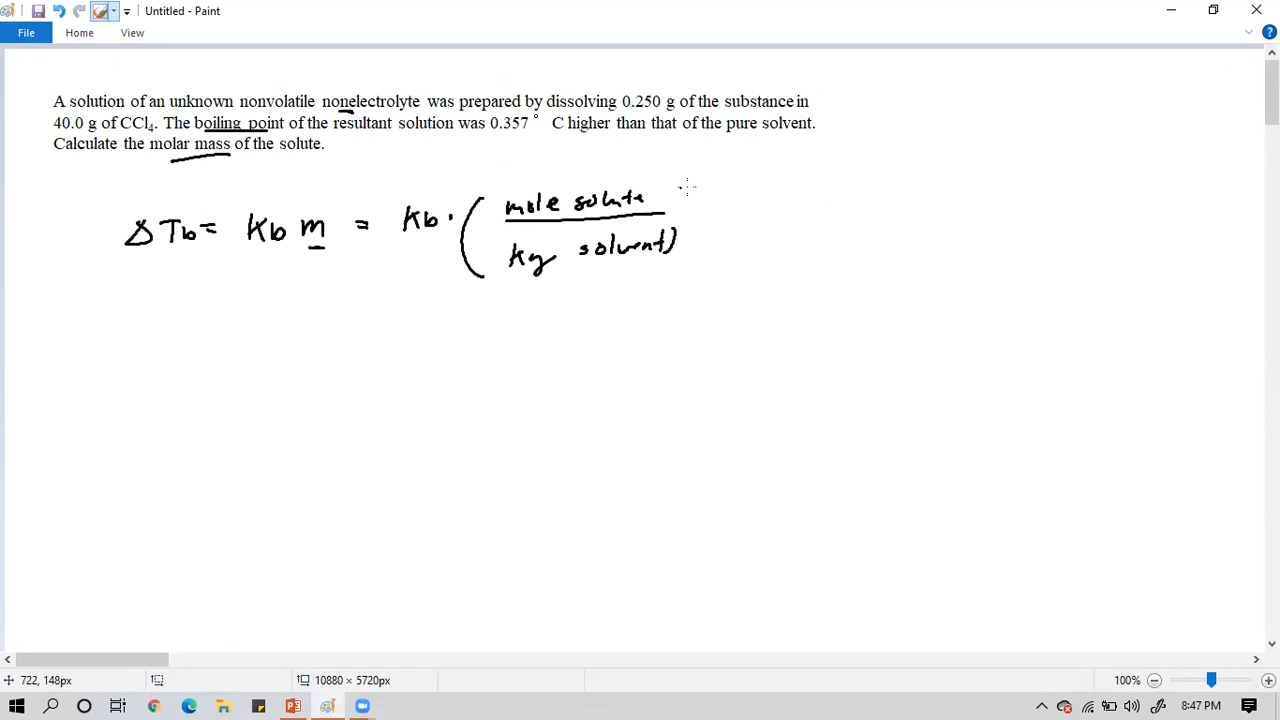 Untitled - Paint
File Home View
A solution of an unknown nonvolatile nonelectrolyte was prepared by dissolving 0.250 g of the substance in
40.0 g of CCl4. The boiling point of the resultant solution was 0.357 ° C higher than that of the pure solvent.
Calculate the molar mass of the solute.
Δ Tb = Kb m = Kb · ( mole solute
kg solvent)
722, 148px 10880 × 5720px 100%
8:47 PM